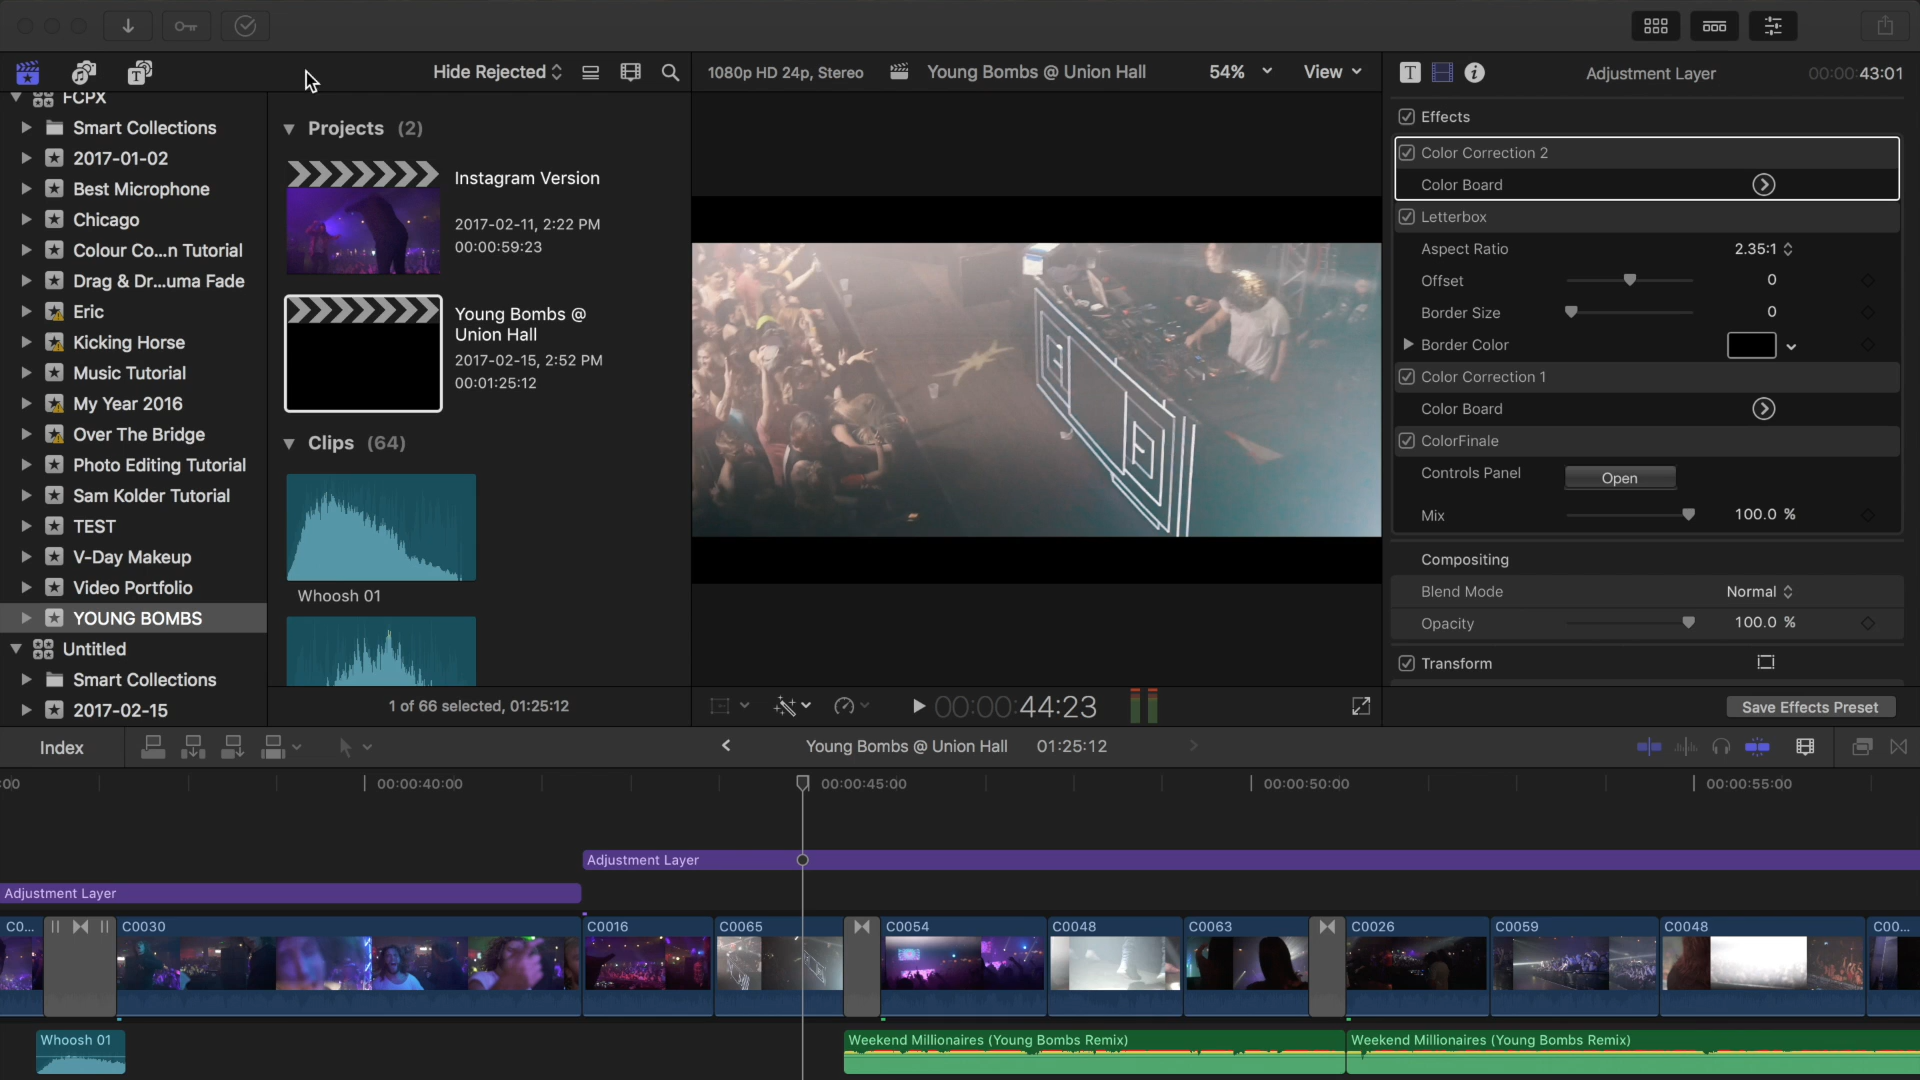 Hide Rejected
1080p HD 24p, Stereo
Young Bombs @ Union Hall
54%
View
Adjustment Layer
00:00:43:01
FCPX
Smart Collections
2017-01-02
Best Microphone
Chicago
Colour Co...n Tutorial
Drag & Dr...uma Fade
Eric
Kicking Horse
Music Tutorial
My Year 2016
Over The Bridge
Photo Editing Tutorial
Sam Kolder Tutorial
TEST
V-Day Makeup
Video Portfolio
YOUNG BOMBS
Untitled
Smart Collections
2017-02-15
Projects (2)
Instagram Version
2017-02-11, 2:22 PM
00:00:59:23
Young Bombs @
Union Hall
2017-02-15, 2:52 PM
00:01:25:12
Clips (64)
Whoosh 01
1 of 66 selected, 01:25:12
00:00:44:23
Effects
Color Correction 2
Color Board
Letterbox
Aspect Ratio 2.35:1
Offset 0
Border Size 0
Border Color
Color Correction 1
Color Board
ColorFinale
Controls Panel Open
Mix 100.0 %
Compositing
Blend Mode Normal
Opacity 100.0 %
Transform
Save Effects Preset
Index
Young Bombs @ Union Hall 01:25:12
:00
00:00:40:00
00:00:45:00
00:00:50:00
00:00:55:00
Adjustment Layer
Adjustment Layer
C0...
C0030
C0016
C0065
C0054
C0048
C0063
C0026
C0059
C0048
C00...
Whoosh 01
Weekend Millionaires (Young Bombs Remix)
Weekend Millionaires (Young Bombs Remix)